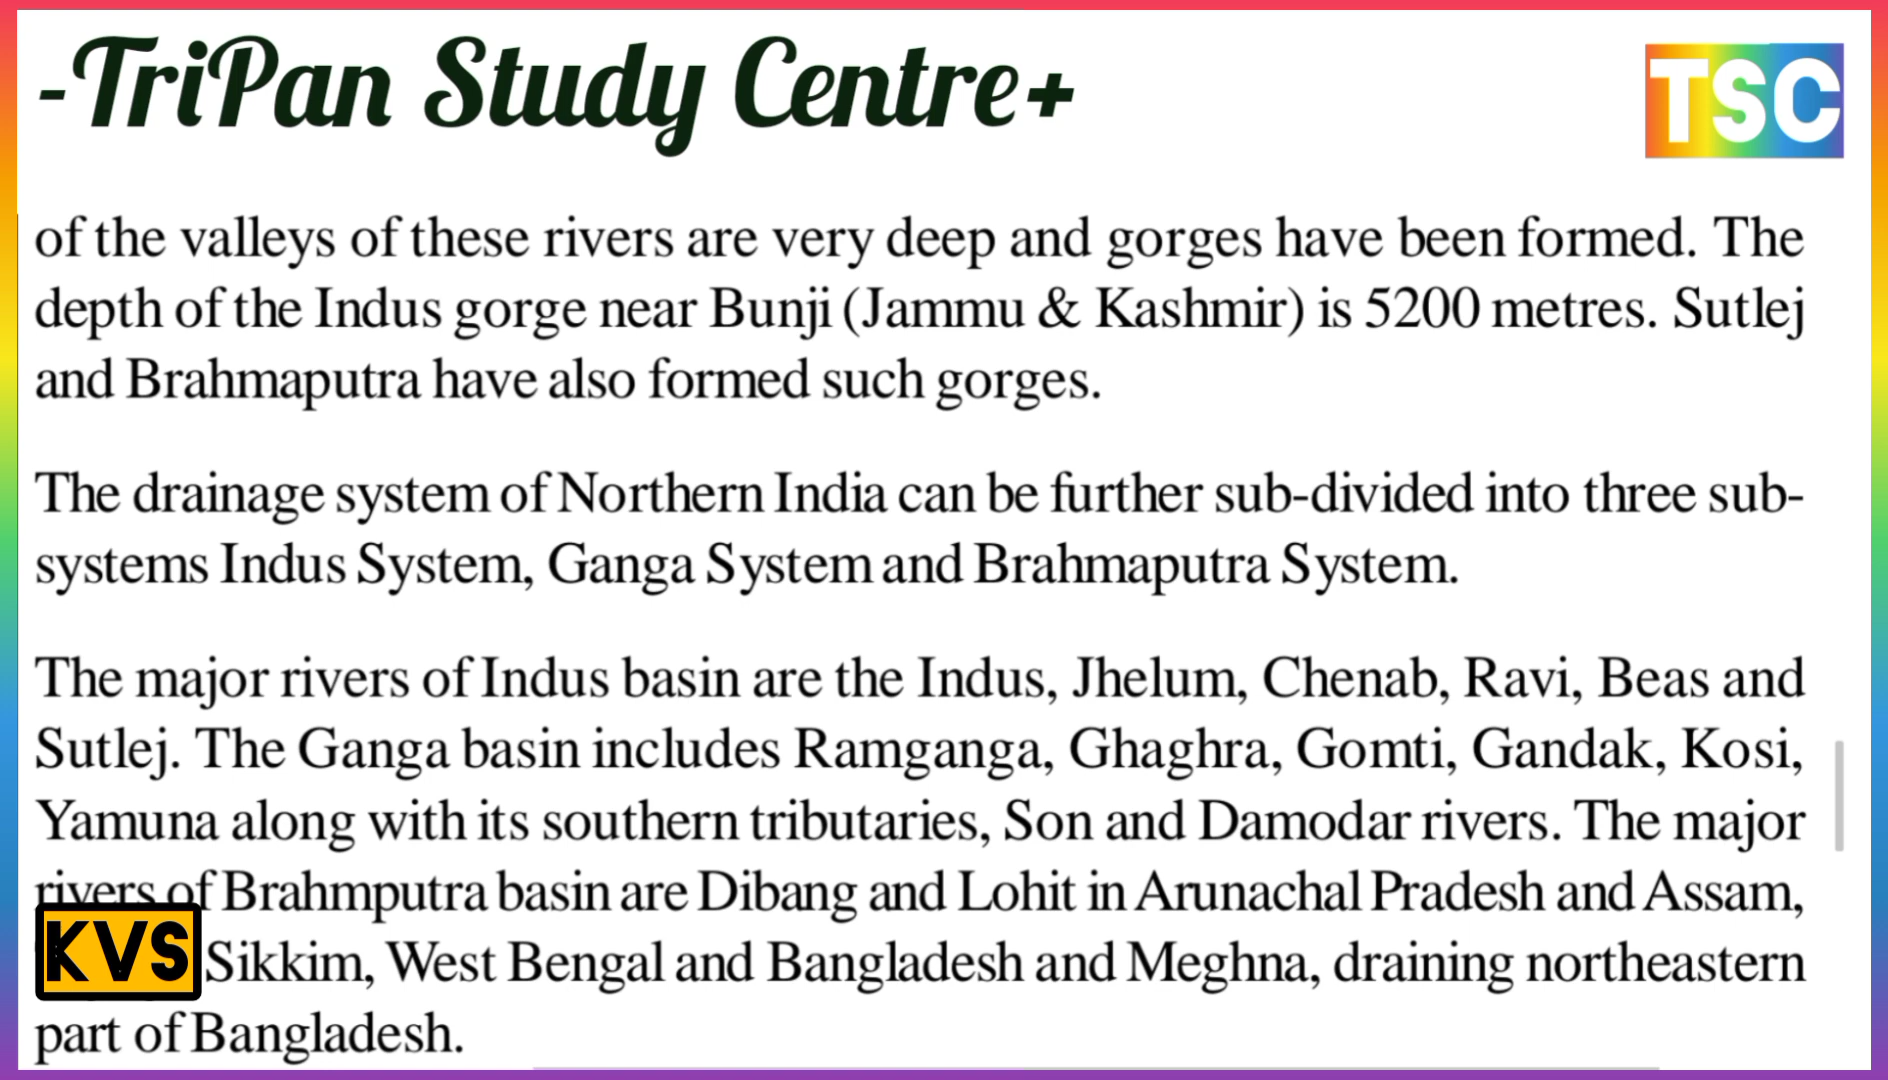 -TriPan Study Centre+
TSC
of the valleys of these rivers are very deep and gorges have been formed. The
depth of the Indus gorge near Bunji (Jammu & Kashmir) is 5200 metres. Sutlej
and Brahmaputra have also formed such gorges.
The drainage system of Northern India can be further sub-divided into three sub-
systems Indus System, Ganga System and Brahmaputra System.
The major rivers of Indus basin are the Indus, Jhelum, Chenab, Ravi, Beas and
Sutlej. The Ganga basin includes Ramganga, Ghaghra, Gomti, Gandak, Kosi,
Yamuna along with its southern tributaries, Son and Damodar rivers. The major
rivers of Brahmputra basin are Dibang and Lohit in Arunachal Pradesh and Assam,
KVS Sikkim, West Bengal and Bangladesh and Meghna, draining northeastern
part of Bangladesh.